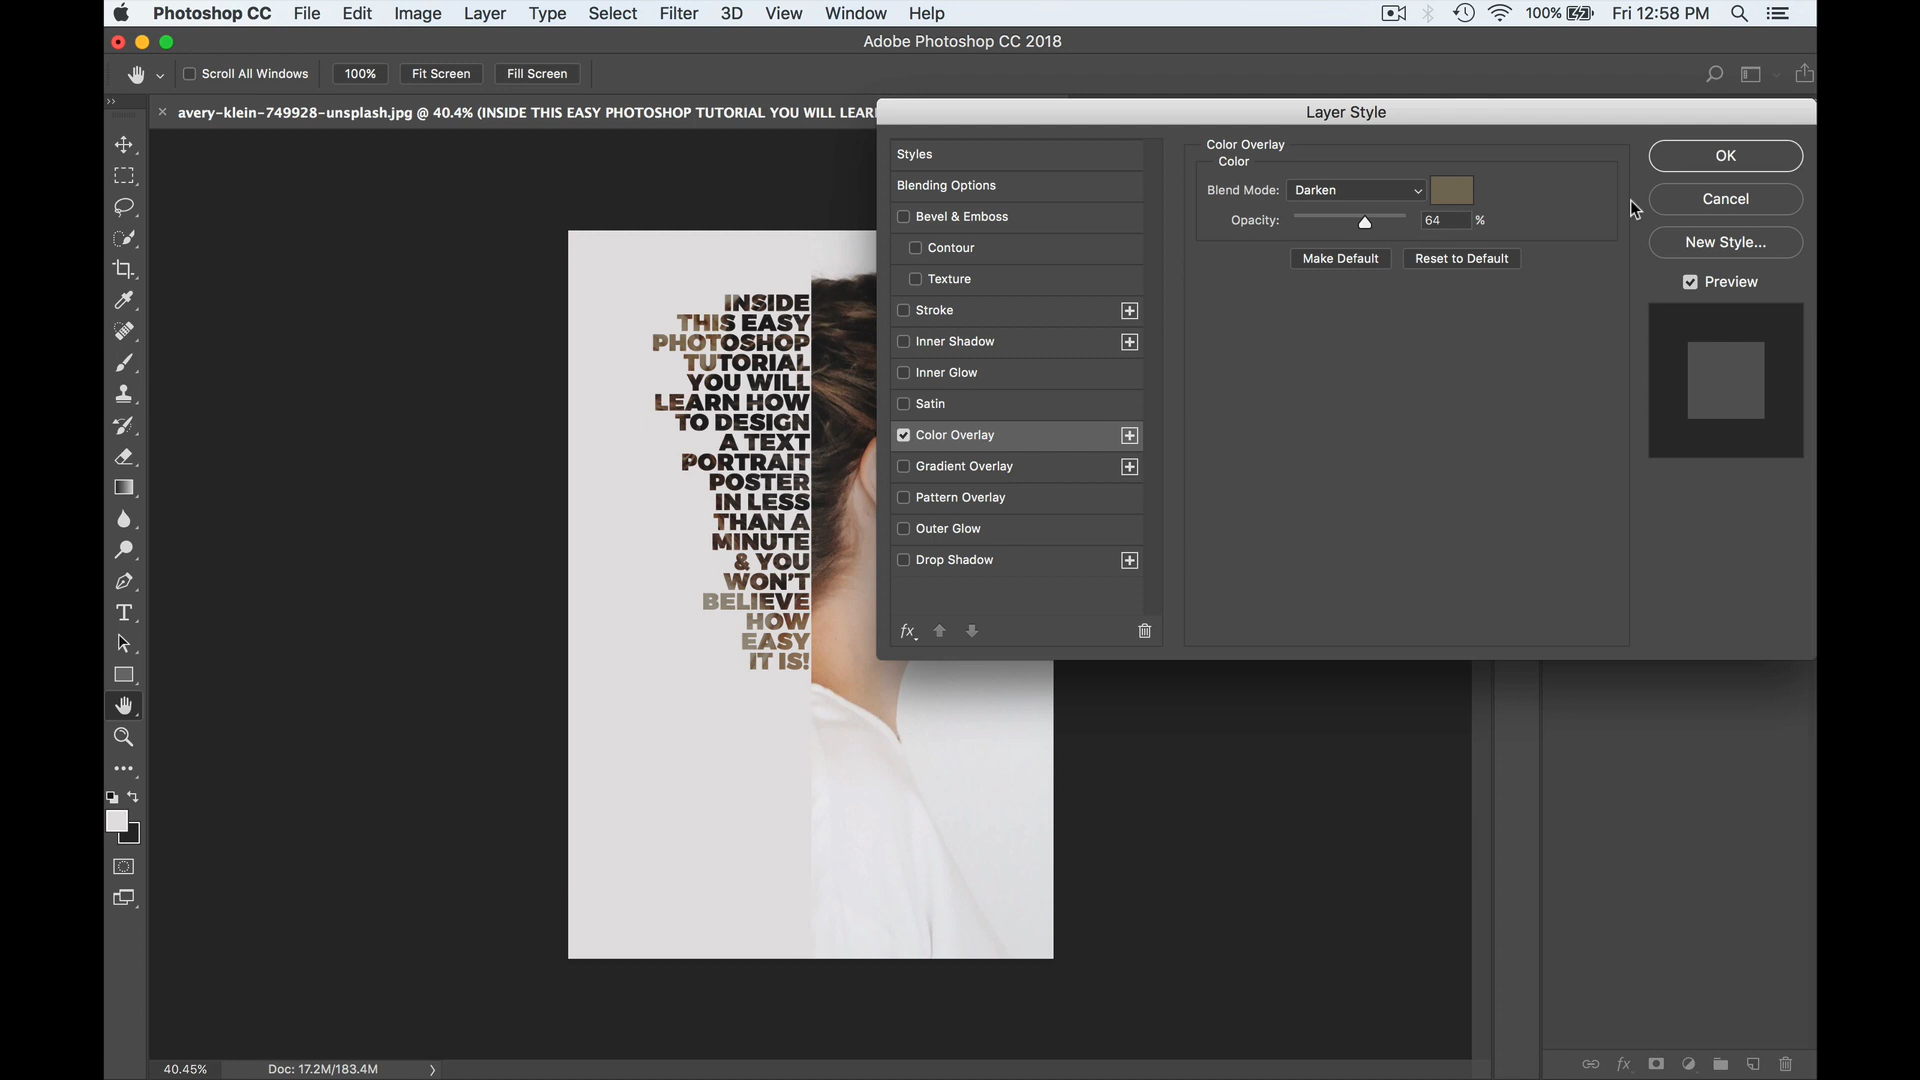 Photoshop CC File Edit Image Layer Type Select Filter 3D View Window Help 100% Fri 12:58 PM
Adobe Photoshop CC 2018
Scroll All Windows 100% Fit Screen Fill Screen
avery-klein-749928-unsplash.jpg @ 40.4% (INSIDE THIS EASY PHOTOSHOP TUTORIAL YOU WILL LEAR
Layer Style
Styles
Blending Options
Bevel & Emboss
Contour
Texture
Stroke
Inner Shadow
Inner Glow
Satin
Color Overlay
Gradient Overlay
Pattern Overlay
Outer Glow
Drop Shadow
fx
Color Overlay
Color
Blend Mode: Darken
Opacity: 64 %
Make Default Reset to Default
OK
Cancel
New Style...
Preview
INSIDE
THIS EASY
PHOTOSHOP
TUTORIAL
YOU WILL
LEARN HOW
TO DESIGN
A TEXT
PORTRAIT
POSTER
IN LESS
THAN A
MINUTE
& YOU
WON'T
BELIEVE
HOW
EASY
IT IS!
T
40.45% Doc: 17.2M/183.4M
fx